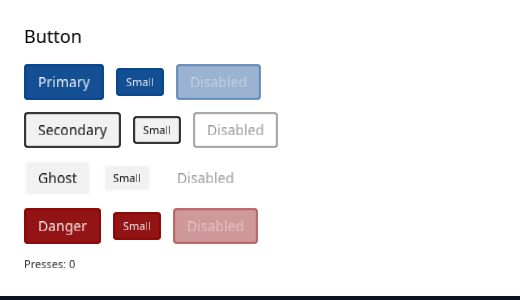 Button
Primary Small Disabled
Secondary Small Disabled
Ghost Small Disabled
Danger Small Disabled
Presses: 0